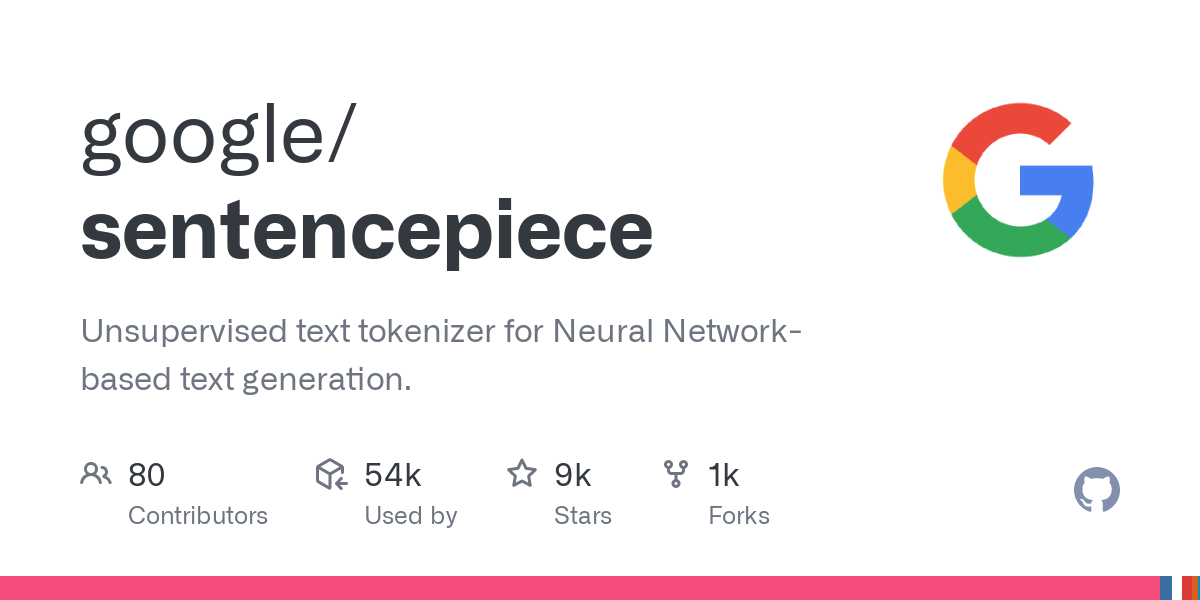 google/
sentencepiece
Unsupervised text tokenizer for Neural Network-
based text generation.
80 54k 9k 1k
Contributors Used by Stars Forks